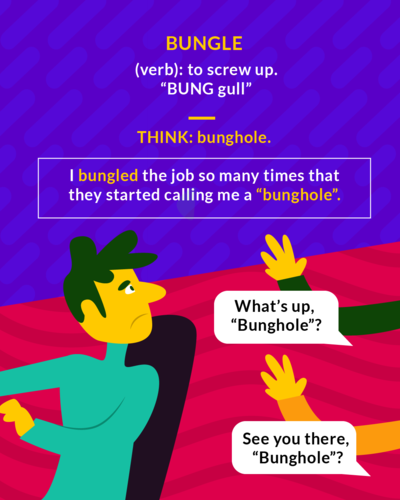 BUNGLE
(verb): to screw up.
“BUNG gull”
THINK: bunghole.
I bungled the job so many times that
they started calling me a “bunghole”.
What’s up,
“Bunghole”?
See you there,
“Bunghole”?